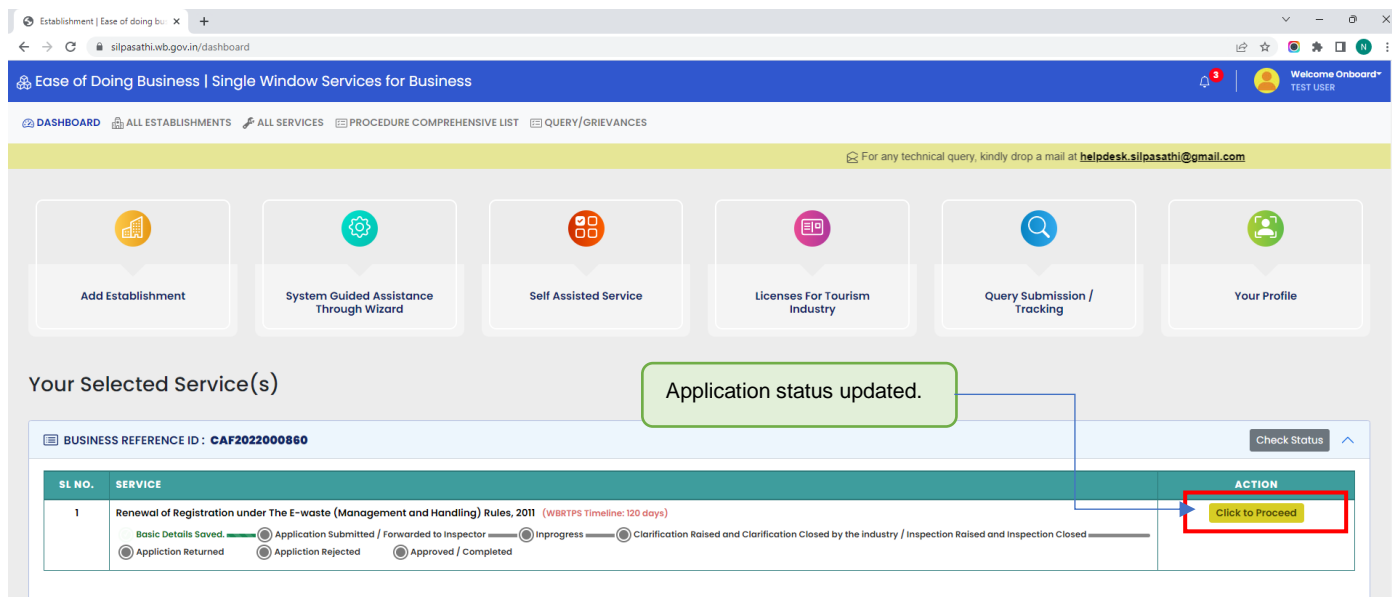 Establishment | Ease of doing bu
silpasathi.wb.gov.in/dashboard
N
Ease of Doing Business | Single Window Services for Business
3
Welcome Onboard
TEST USER
DASHBOARD ALL ESTABLISHMENTS ALL SERVICES PROCEDURE COMPREHENSIVE LIST QUERY/GRIEVANCES
For any technical query, kindly drop a mail at helpdesk.silpasathi@gmail.com
Add Establishment
System Guided Assistance
Through Wizard
Self Assisted Service
Licenses For Tourism
Industry
Query Submission /
Tracking
Your Profile
Your Selected Service(s)
Application status updated.
BUSINESS REFERENCE ID : CAF2022000860
Check Status
SL NO. SERVICE ACTION
1 Renewal of Registration under The E-waste (Management and Handling) Rules, 2011 (WBRTPS Timeline: 120 days) Click to Proceed
Basic Details Saved. Application Submitted / Forwarded to Inspector Inprogress Clarification Raised and Clarification Closed by the industry / Inspection Raised and Inspection Closed
Appliction Returned Appliction Rejected Approved / Completed